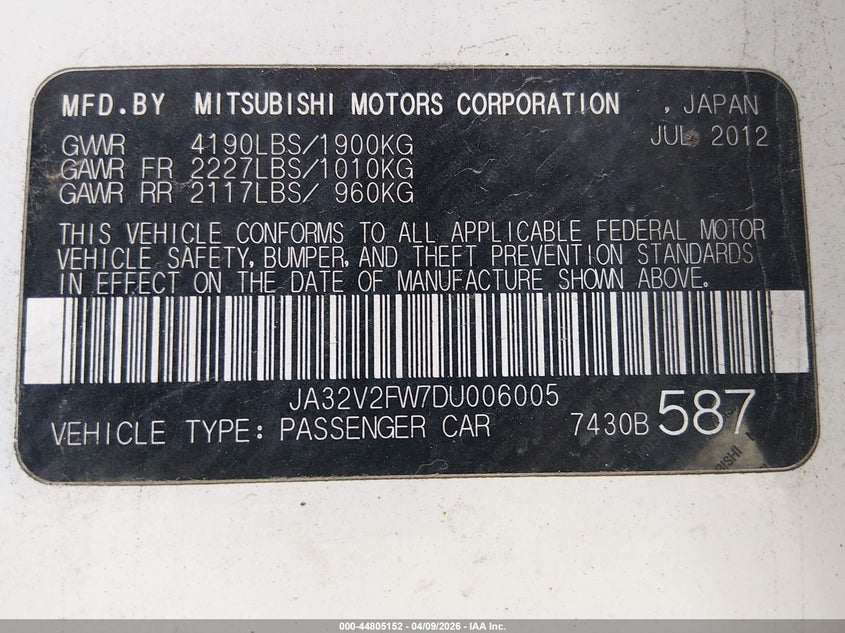 MFD.BY MITSUBISHI MOTORS CORPORATION , JAPAN
JUL 2012
GVWR 4190LBS/1900KG
GAWR FR 2227LBS/1010KG
GAWR RR 2117LBS/ 960KG
THIS VEHICLE CONFORMS TO ALL APPLICABLE FEDERAL MOTOR
VEHICLE SAFETY, BUMPER, AND THEFT PREVENTION STANDARDS
IN EFFECT ON THE DATE OF MANUFACTURE SHOWN ABOVE.
JA32V2FW7DU006005
VEHICLE TYPE: PASSENGER CAR 7430B 587
000-44805152 - 04/09/2026 - IAA Inc.